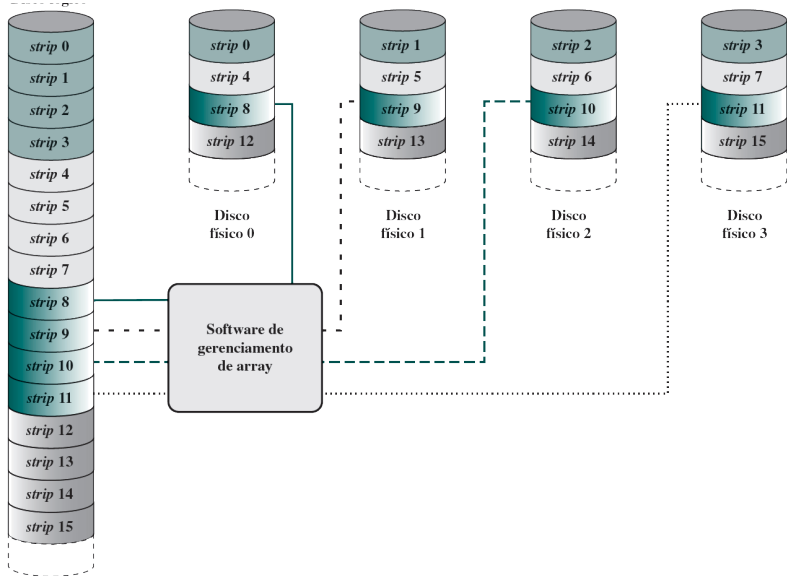 strip 0
strip 1
strip 2
strip 3
strip 4
strip 5
strip 6
strip 7
strip 8
strip 9
strip 10
strip 11
strip 12
strip 13
strip 14
strip 15
strip 0
strip 4
strip 8
strip 12
Disco
físico 0
strip 1
strip 5
strip 9
strip 13
Disco
físico 1
strip 2
strip 6
strip 10
strip 14
Disco
físico 2
strip 3
strip 7
strip 11
strip 15
Disco
físico 3
Software de
gerenciamento
de array